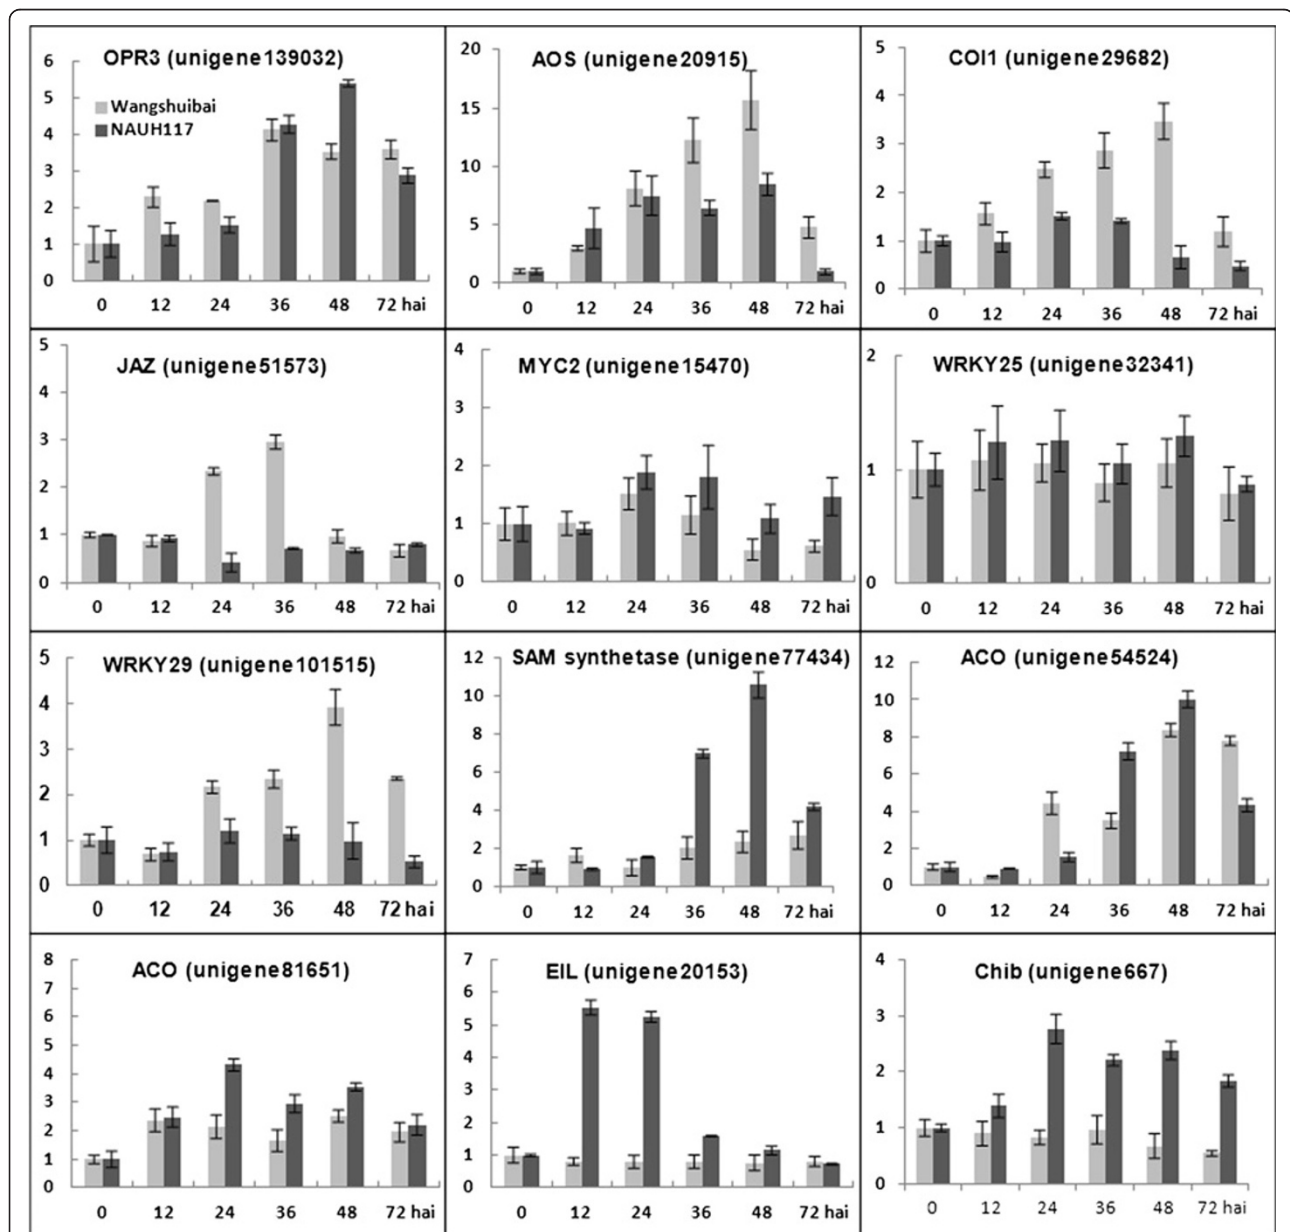 OPR3 (unigene139032)
6
5
4
3
2
1
0
Wangshuibai
NAUH117
0 12 24 36 48 72 hai
AOS (unigene20915)
20
15
10
5
0
0 12 24 36 48 72 hai
COI1 (unigene29682)
5
4
3
2
1
0
0 12 24 36 48 72 hai
JAZ (unigene51573)
5
4
3
2
1
0
0 12 24 36 48 72 hai
MYC2 (unigene15470)
4
3
2
1
0
0 12 24 36 48 72 hai
WRKY25 (unigene32341)
2
1
0
0 12 24 36 48 72 hai
WRKY29 (unigene101515)
5
4
3
2
1
0
0 12 24 36 48 72 hai
SAM synthetase (unigene77434)
12
10
8
6
4
2
0
0 12 24 36 48 72 hai
ACO (unigene54524)
12
10
8
6
4
2
0
0 12 24 36 48 72 hai
ACO (unigene81651)
8
7
6
5
4
3
2
1
0
0 12 24 36 48 72 hai
EIL (unigene20153)
7
6
5
4
3
2
1
0
0 12 24 36 48 72 hai
Chib (unigene667)
4
3
2
1
0
0 12 24 36 48 72 hai